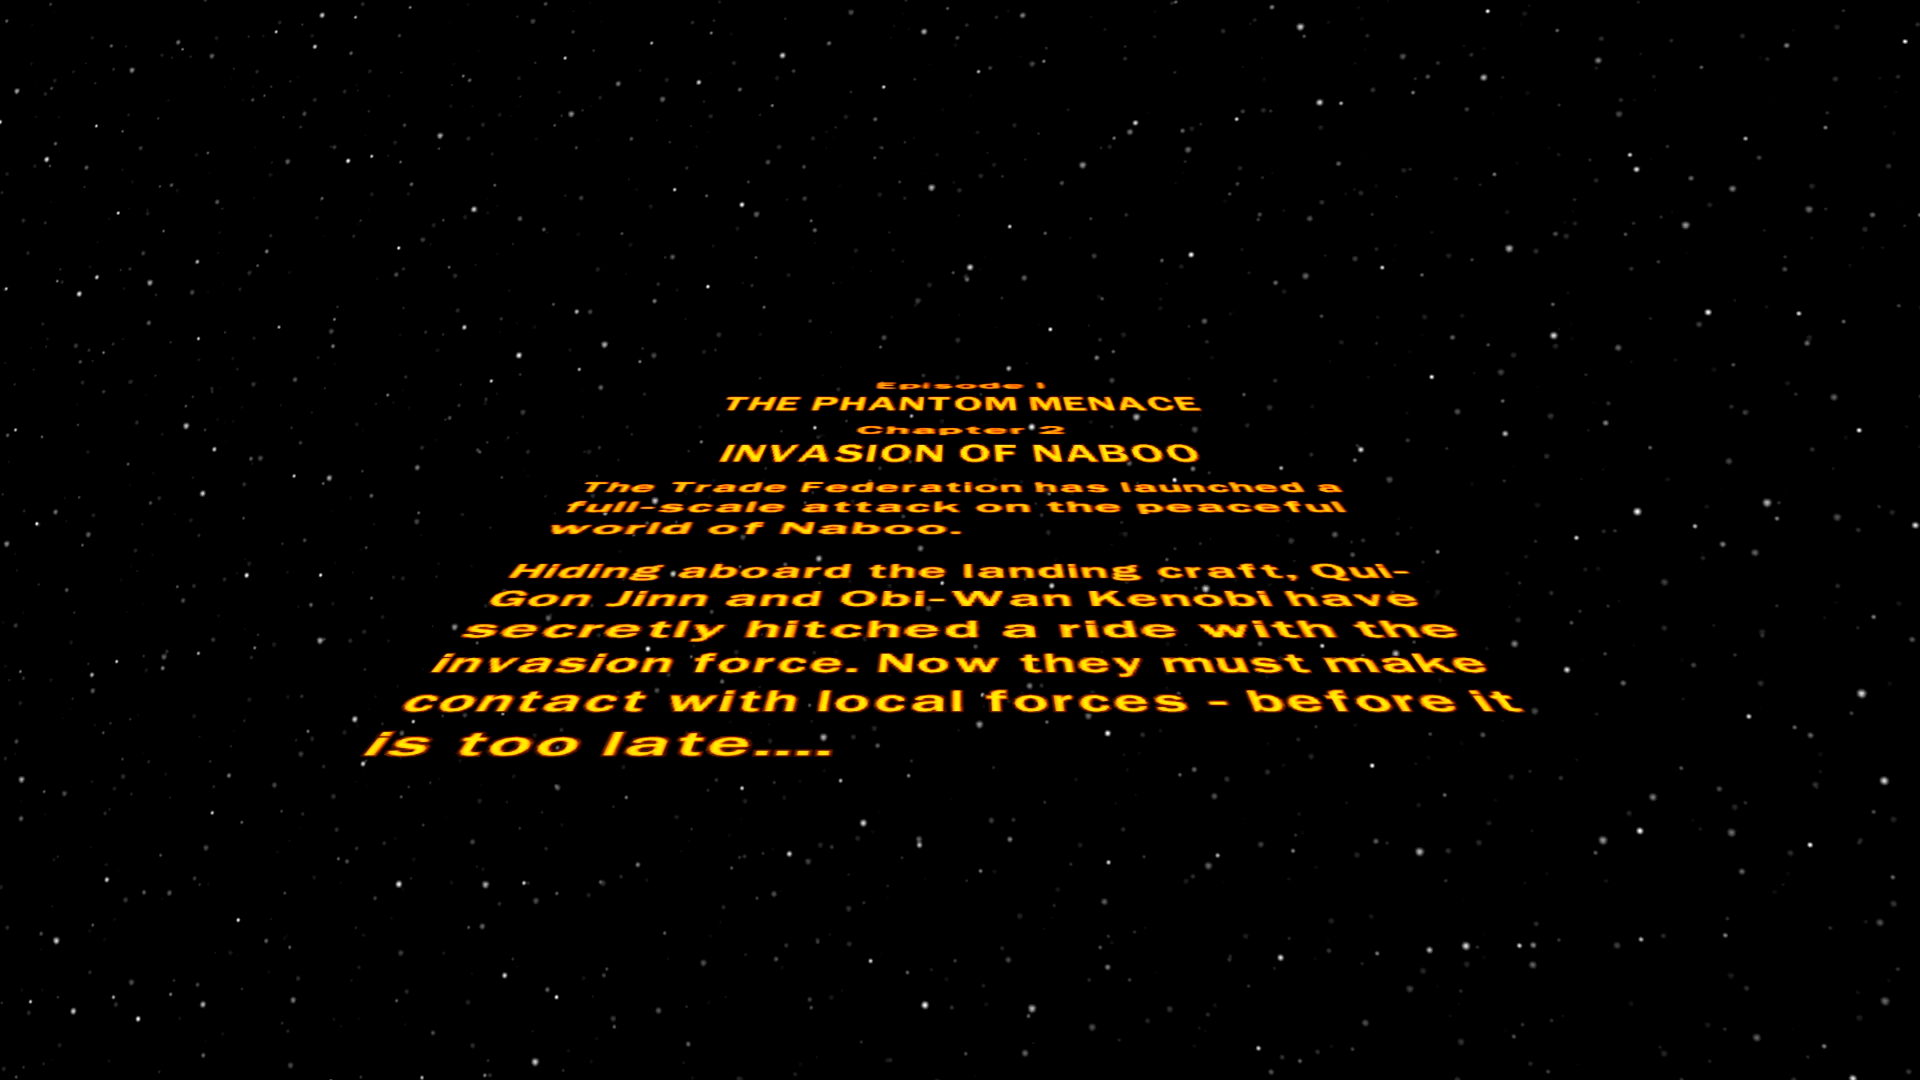 Episode I
THE PHANTOM MENACE
Chapter 2
INVASION OF NABOO
The Trade Federation has launched a
full-scale attack on the peaceful
world of Naboo.
Hiding aboard the landing craft, Qui-
Gon Jinn and Obi-Wan Kenobi have
secretly hitched a ride with the
invasion force. Now they must make
contact with local forces - before it
is too late....